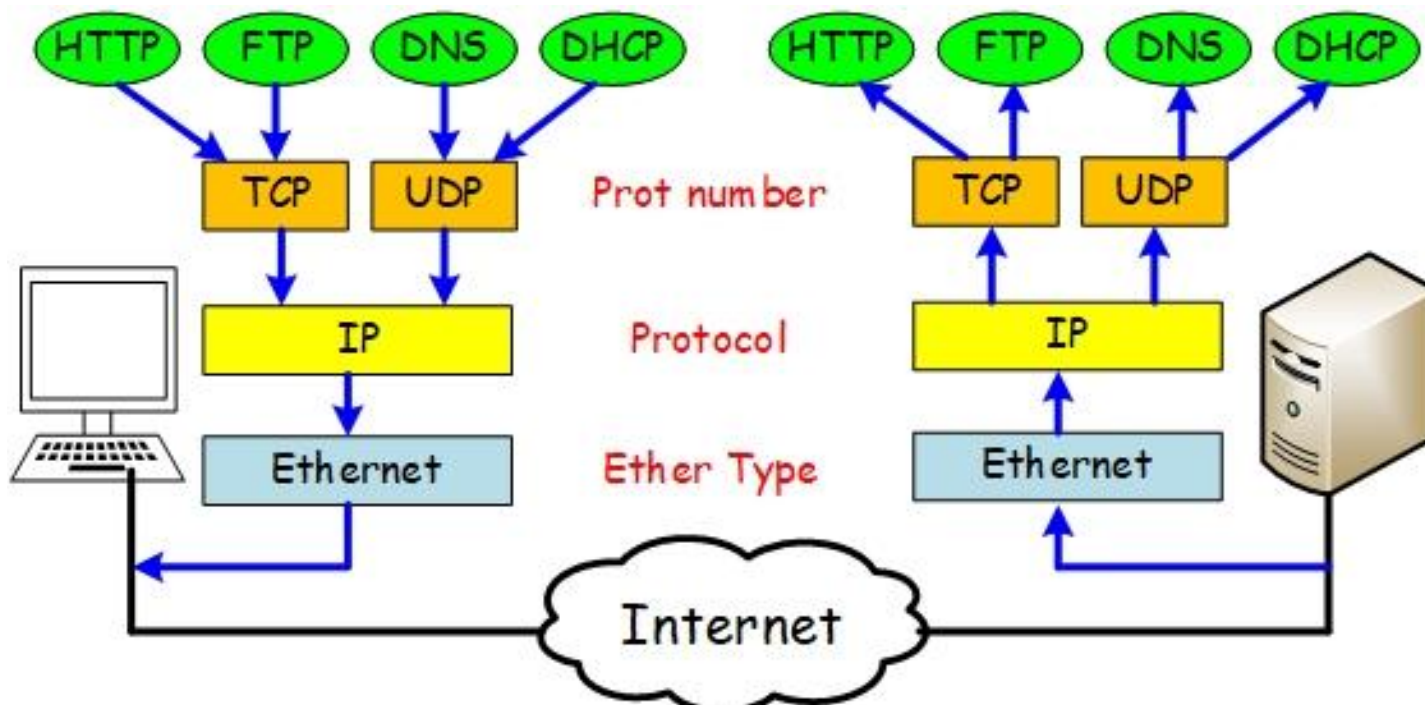 HTTP FTP DNS DHCP HTTP FTP DNS DHCP
TCP UDP Prot number TCP UDP
IP Protocol IP
Ethernet Ether Type Ethernet
Internet